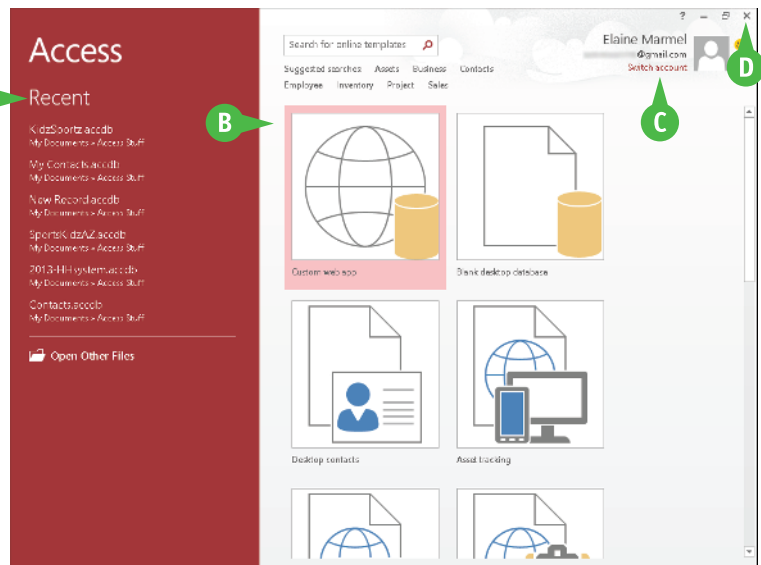 Access
Recent
KidzSportz.accdb
My Documents » Access Stuff
My Contacts.accdb
My Documents » Access Stuff
New Record.accdb
My Documents » Access Stuff
SportsKidzAZ.accdb
My Documents » Access Stuff
2013-HHsystem.accdb
My Documents » Access Stuff
Contacts.accdb
My Documents » Access Stuff
Open Other Files
?
Search for online templates
Suggested searches Assets Business Contacts
Employee Inventory Project Sales
Elaine Marmel
@gmail.com
Switch account
D
B
C
Custom web app
Blank desktop database
Desktop contacts
Asset tracking